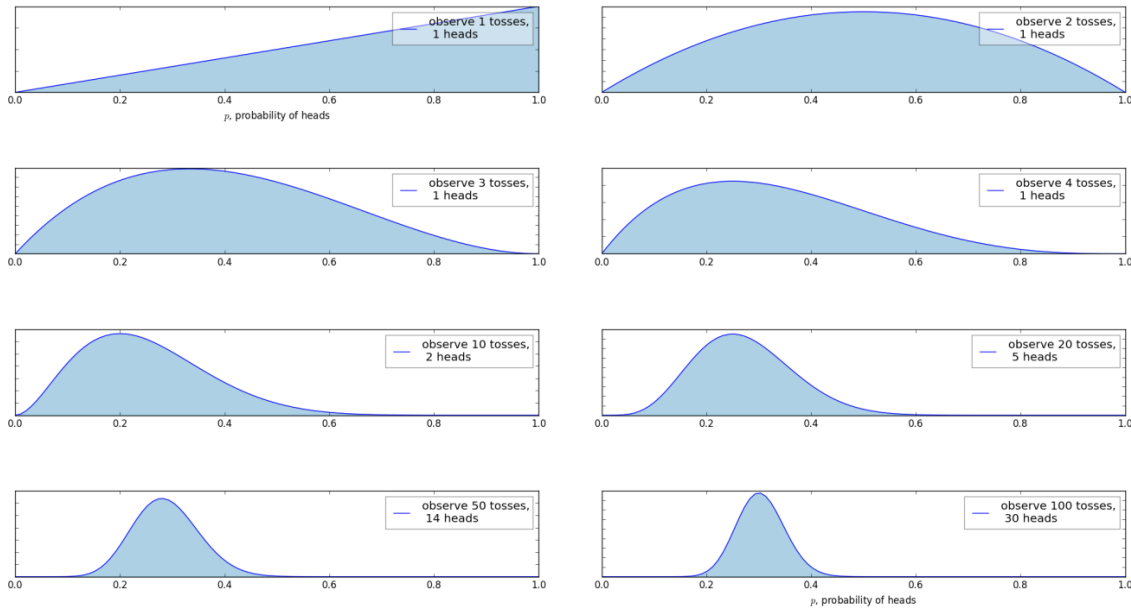 observe 1 tosses,
1 heads
0.0 0.2 0.4 0.6 0.8 1.0
p, probability of heads
observe 2 tosses,
1 heads
0.0 0.2 0.4 0.6 0.8 1.0
observe 3 tosses,
1 heads
0.0 0.2 0.4 0.6 0.8 1.0
observe 4 tosses,
1 heads
0.0 0.2 0.4 0.6 0.8 1.0
observe 10 tosses,
2 heads
0.0 0.2 0.4 0.6 0.8 1.0
observe 20 tosses,
5 heads
0.0 0.2 0.4 0.6 0.8 1.0
observe 50 tosses,
14 heads
0.0 0.2 0.4 0.6 0.8 1.0
observe 100 tosses,
30 heads
0.0 0.2 0.4 0.6 0.8 1.0
p, probability of heads